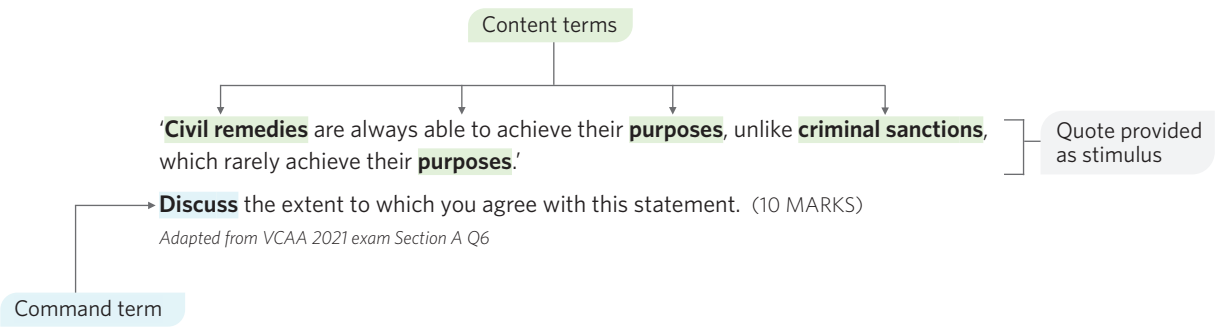 Content terms
‘Civil remedies are always able to achieve their purposes, unlike criminal sanctions,
which rarely achieve their purposes.’
Quote provided
as stimulus
Discuss the extent to which you agree with this statement. (10 MARKS)
Adapted from VCAA 2021 exam Section A Q6
Command term